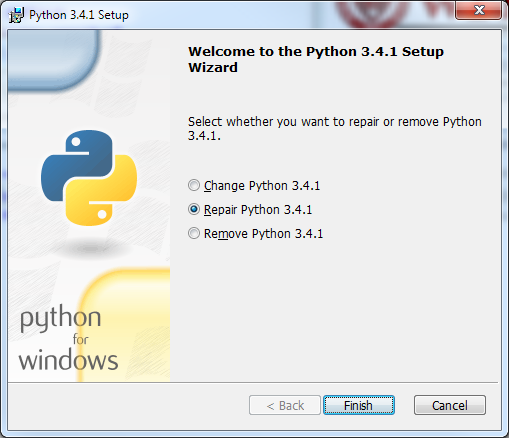 Python 3.4.1 Setup
Welcome to the Python 3.4.1 Setup
Wizard
Select whether you want to repair or remove Python
3.4.1.
Change Python 3.4.1
Repair Python 3.4.1
Remove Python 3.4.1
python
for
windows
< Back
Finish
Cancel